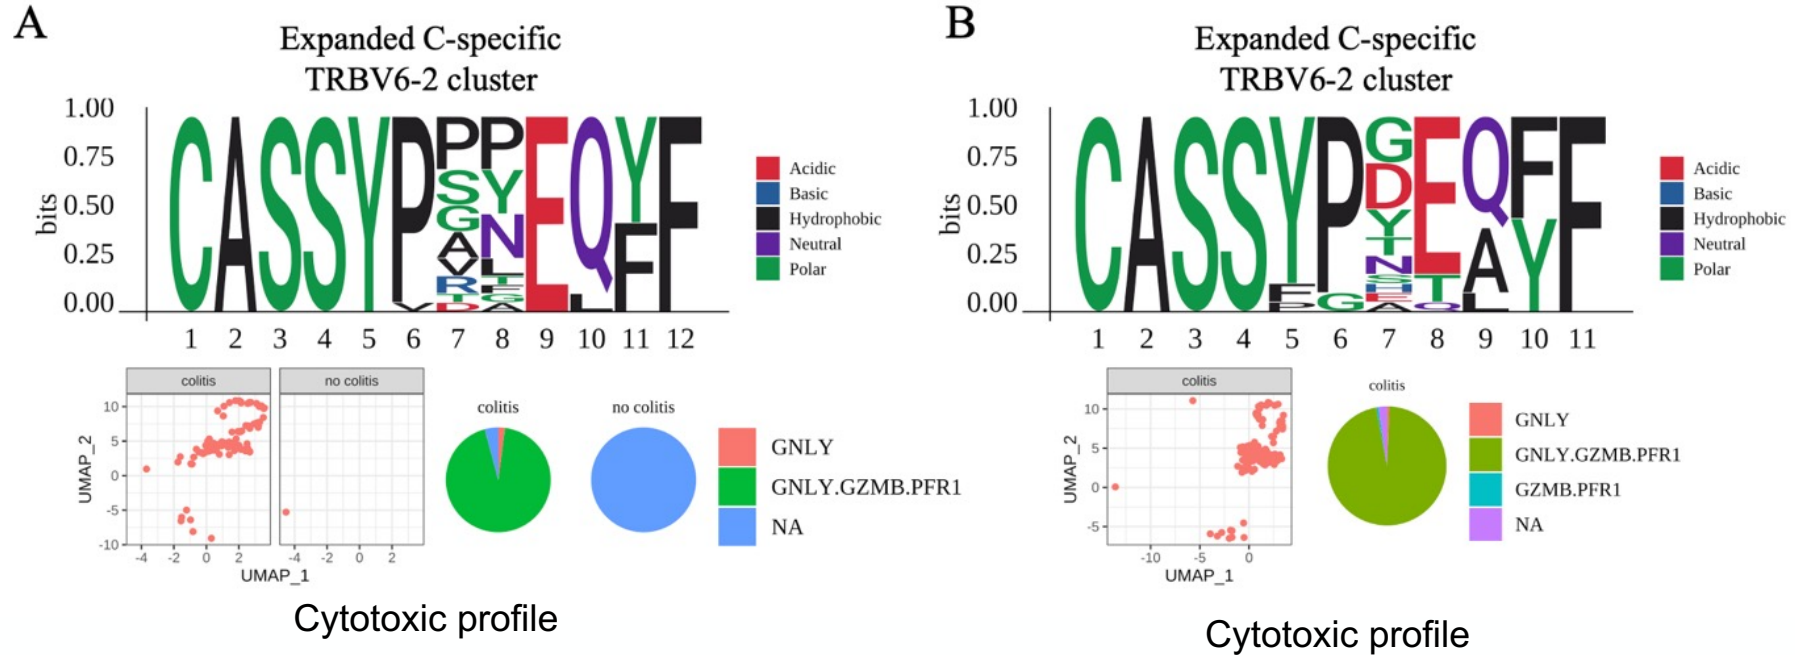 A
Expanded C-specific
TRBV6-2 cluster
bits
1.00
0.75
0.50
0.25
0.00
CASSYPPPEQYF
SYF
GN
AL
V
R
T
D
T
F
G
A
V
L
1 2 3 4 5 6 7 8 9 10 11 12
Acidic
Basic
Hydrophobic
Neutral
Polar
colitis
no colitis
UMAP_2
10
5
0
-5
-10
-4 -2 0 2
-4 -2 0 2
UMAP_1
colitis
no colitis
GNLY
GNLY.GZMB.PFR1
NA
Cytotoxic profile
B
Expanded C-specific
TRBV6-2 cluster
bits
1.00
0.75
0.50
0.25
0.00
CASSYPGEQFF
D
Y
T
N
S
H
E
A
F
P
G
T
Q
A
L
Y
1 2 3 4 5 6 7 8 9 10 11
Acidic
Basic
Hydrophobic
Neutral
Polar
colitis
UMAP_2
10
5
0
-5
-10 -5 0
UMAP_1
colitis
GNLY
GNLY.GZMB.PFR1
GZMB.PFR1
NA
Cytotoxic profile